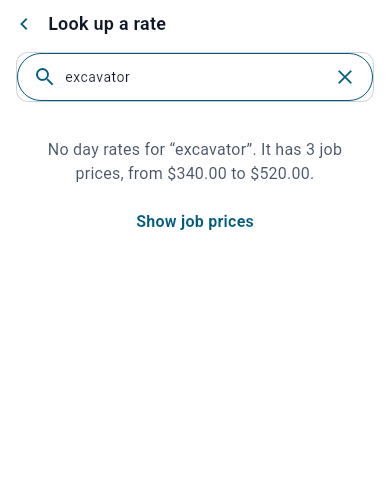 Look up a rate
excavator
No day rates for “excavator”. It has 3 job
prices, from $340.00 to $520.00.
Show job prices